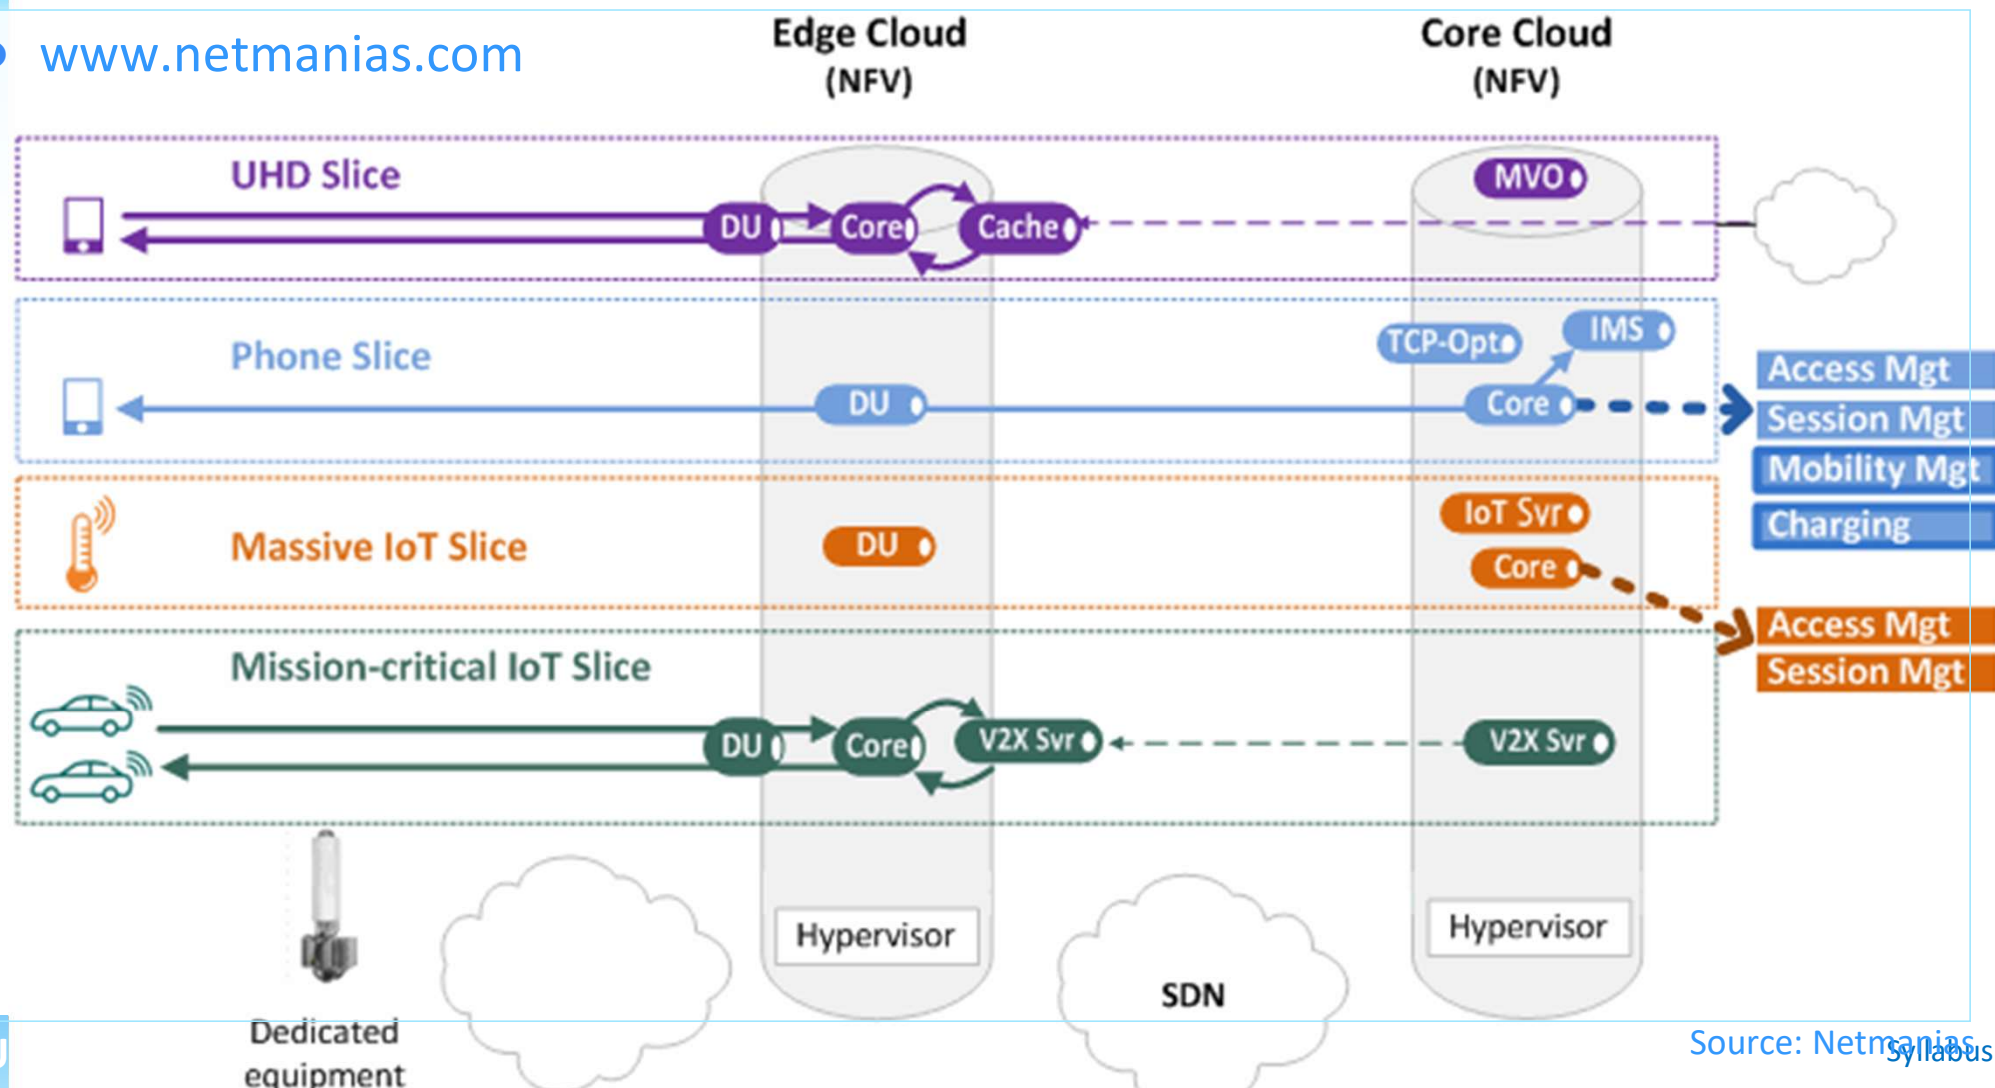 www.netmanias.com
Edge Cloud
(NFV)
Core Cloud
(NFV)
UHD Slice
DU
Core
Cache
MVO
Phone Slice
DU
TCP-Opt
IMS
Core
Access Mgt
Session Mgt
Mobility Mgt
Charging
Massive IoT Slice
DU
IoT Svr
Core
Access Mgt
Session Mgt
Mission-critical IoT Slice
DU
Core
V2X Svr
V2X Svr
Hypervisor
Hypervisor
SDN
Dedicated
equipment
Source: Netmanias
Syllabus